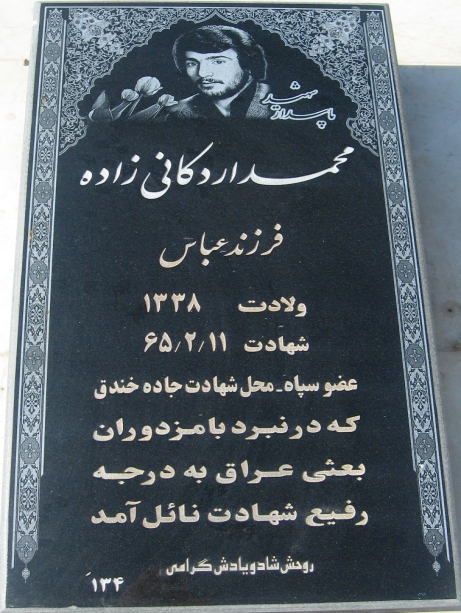 شهید
پاسدار
محمد اردکانی زاده
فرزند عباس
ولادت ۱۳۳۸
شهادت ۶۵/۲/۱۱
عضو سپاه - محل شهادت جاده خندق
که در نبرد با مزدوران
بعثی عراق به درجه
رفیع شهادت نائل آمد
روحش شاد و یادش گرامی
۱۳۴